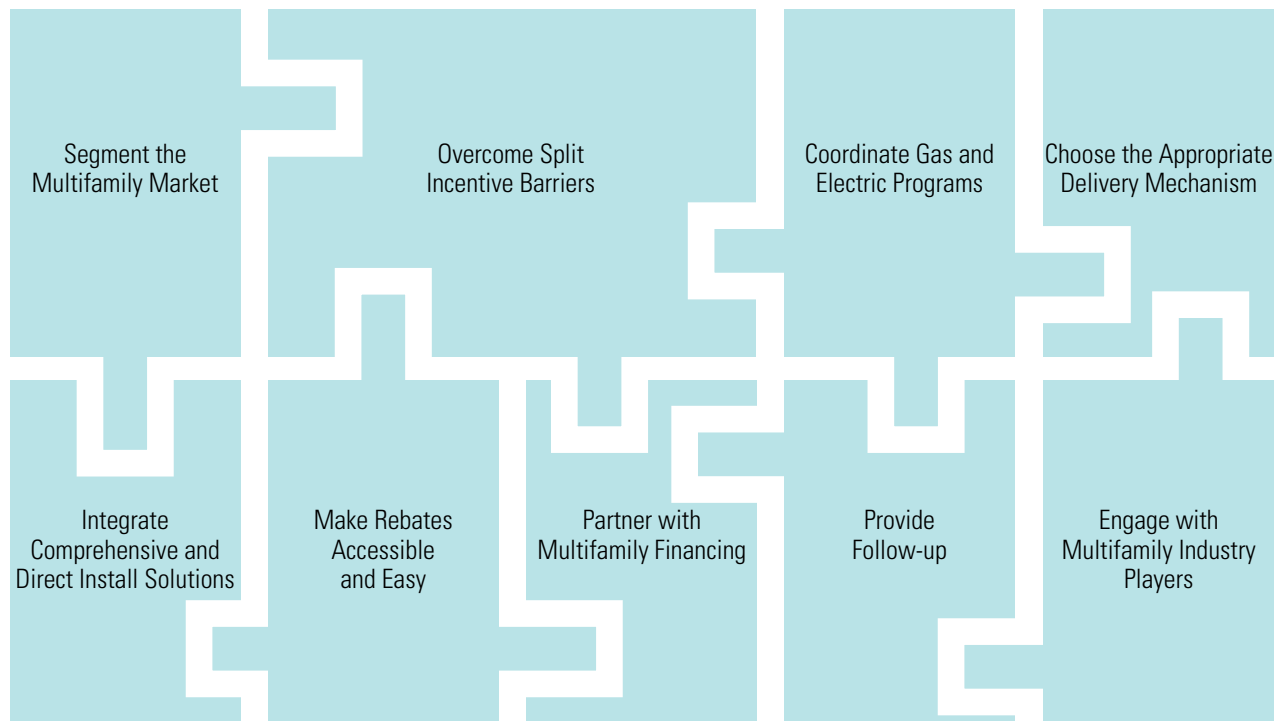 Segment the
Multifamily Market
Overcome Split
Incentive Barriers
Coordinate Gas and
Electric Programs
Choose the Appropriate
Delivery Mechanism
Integrate
Comprehensive and
Direct Install Solutions
Make Rebates
Accessible
and Easy
Partner with
Multifamily Financing
Provide
Follow-up
Engage with
Multifamily Industry
Players